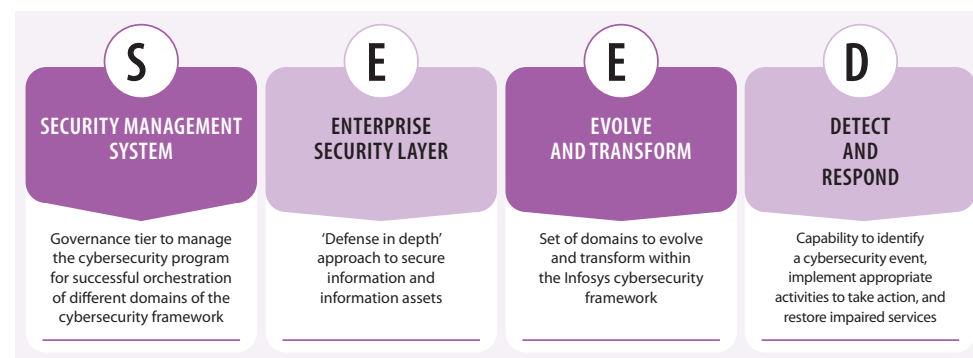 S
SECURITY MANAGEMENT
SYSTEM
Governance tier to manage
the cybersecurity program
for successful orchestration
of different domains of the
cybersecurity framework
E
ENTERPRISE
SECURITY LAYER
‘Defense in depth’
approach to secure
information and
information assets
E
EVOLVE
AND TRANSFORM
Set of domains to evolve
and transform within
the Infosys cybersecurity
framework
D
DETECT
AND
RESPOND
Capability to identify
a cybersecurity event,
implement appropriate
activities to take action, and
restore impaired services